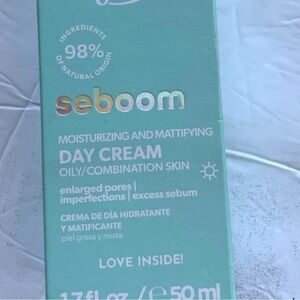 INGREDIENTS
98%
OF NATURAL ORIGIN
seboom
MOISTURIZING AND MATTIFYING
DAY CREAM
OILY/COMBINATION SKIN
enlarged pores |
imperfections | excess sebum
CREMA DE DÍA HIDRATANTE
Y MATIFICANTE
piel grasa y mixta
LOVE INSIDE!
1.7 fl. oz. / ℮ 50 ml